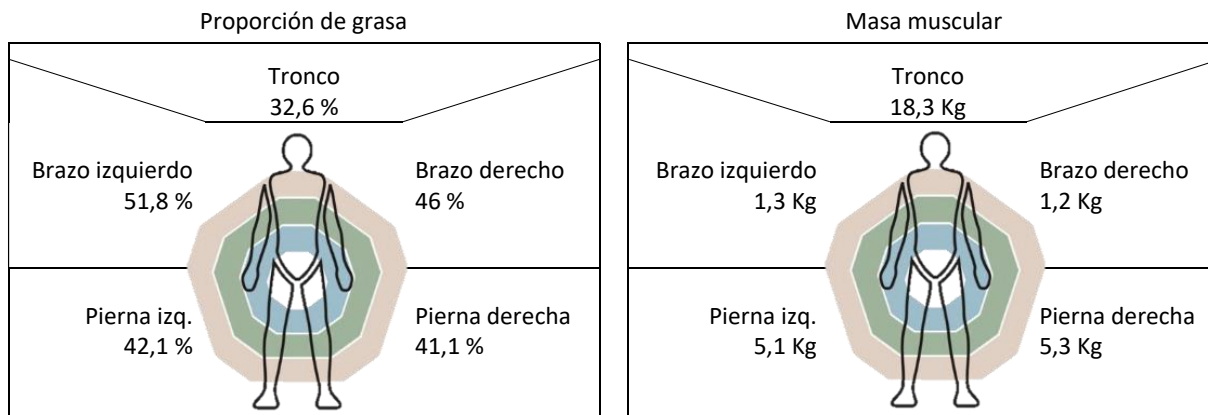 Proporción de grasa
Tronco
32,6 %
Brazo izquierdo
51,8 %
Brazo derecho
46 %
Pierna izq.
42,1 %
Pierna derecha
41,1 %
Masa muscular
Tronco
18,3 Kg
Brazo izquierdo
1,3 Kg
Brazo derecho
1,2 Kg
Pierna izq.
5,1 Kg
Pierna derecha
5,3 Kg